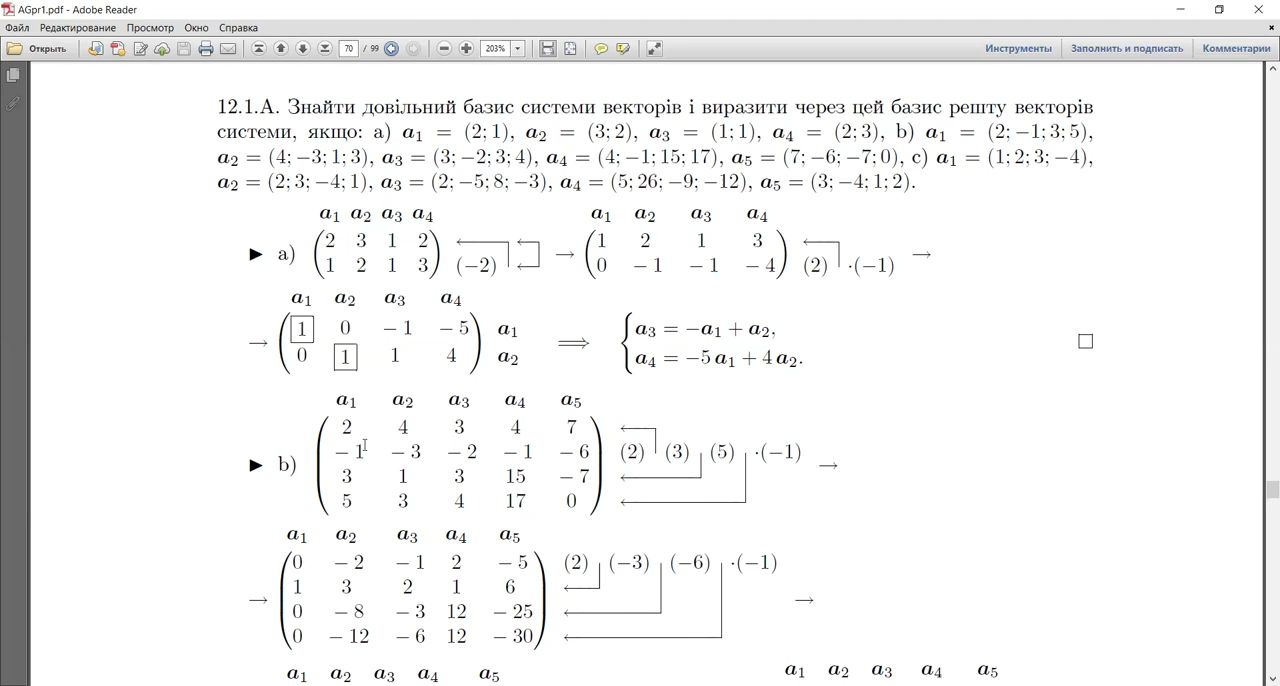 AGpr1.pdf - Adobe Reader
Файл Редактирование Просмотр Окно Справка
Открыть 70 / 99 203% Инструменты Заполнить и подписать Комментарии
12.1.A. Знайти довільний базис системи векторів і виразити через цей базис решту векторів
системи, якщо: a) a₁ = (2; 1), a₂ = (3; 2), a₃ = (1; 1), a₄ = (2; 3), b) a₁ = (2; −1; 3; 5),
a₂ = (4; −3; 1; 3), a₃ = (3; −2; 3; 4), a₄ = (4; −1; 15; 17), a₅ = (7; −6; −7; 0), c) a₁ = (1; 2; 3; −4),
a₂ = (2; 3; −4; 1), a₃ = (2; −5; 8; −3), a₄ = (5; 26; −9; −12), a₅ = (3; −4; 1; 2).
a₁ a₂ a₃ a₄ a₁ a₂ a₃ a₄
2 3 1 2 1 2 1 3
► a) → →
1 2 1 3 (−2) 0 −1 −1 −4 (2) ·(−1)
a₁ a₂ a₃ a₄
1 0 −1 −5 a₁ a₃ = −a₁ + a₂,
→ ⟹ □
0 1 1 4 a₂ a₄ = −5 a₁ + 4 a₂.
a₁ a₂ a₃ a₄ a₅
2 4 3 4 7
−1 −3 −2 −1 −6 (2) (3) (5) ·(−1)
► b) →
3 1 3 15 −7
5 3 4 17 0
a₁ a₂ a₃ a₄ a₅
0 −2 −1 2 −5 (2) (−3) (−6) ·(−1)
1 3 2 1 6
→ →
0 −8 −3 12 −25
0 −12 −6 12 −30
a₁ a₂ a₃ a₄ a₅ a₁ a₂ a₃ a₄ a₅